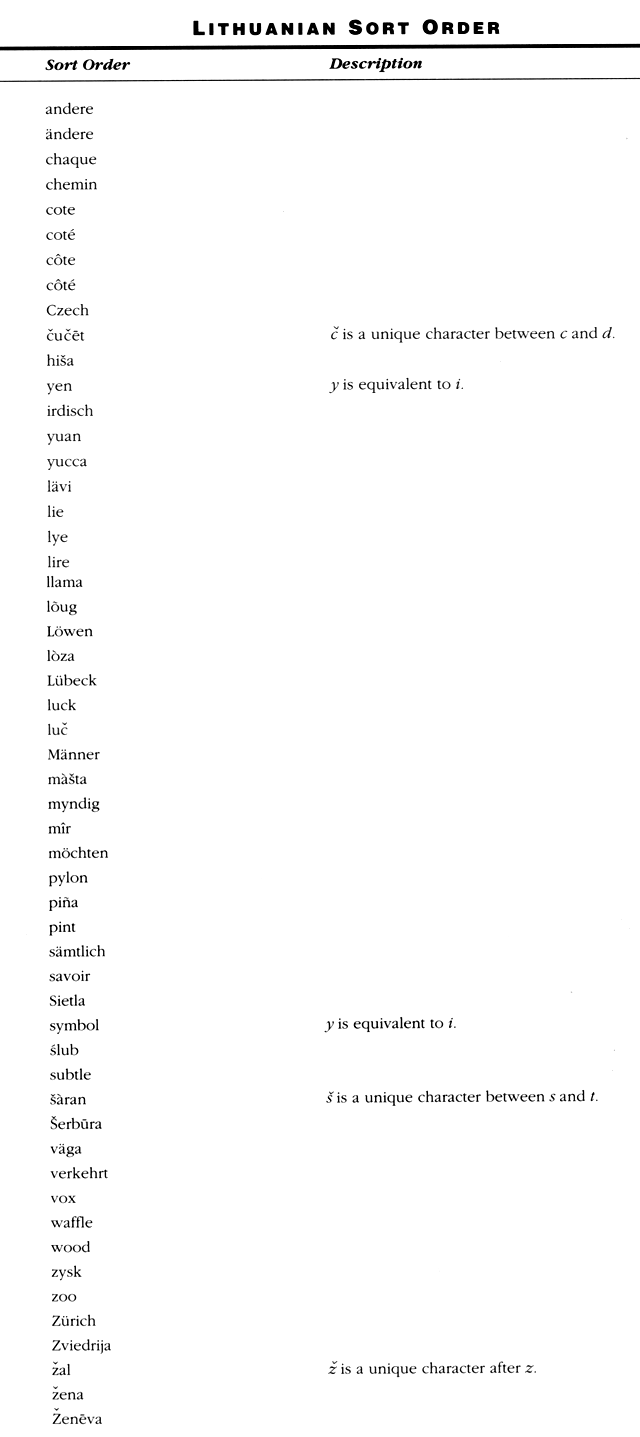 LITHUANIAN SORT ORDER
Sort Order Description
andere
ändere
chaque
chemin
cote
coté
côte
côté
Czech
čučēt č is a unique character between c and d.
hiša
yen y is equivalent to i.
irdisch
yuan
yucca
lävi
lie
lye
lire
llama
lõug
Löwen
lòza
Lübeck
luck
luč
Männer
màšta
myndig
mîr
möchten
pylon
piña
pint
sämtlich
savoir
Sietla
symbol y is equivalent to i.
ślub
subtle
šàran š is a unique character between s and t.
Šerbūra
väga
verkehrt
vox
waffle
wood
zysk
zoo
Zürich
Zviedrija
žal ž is a unique character after z.
žena
Ženēva